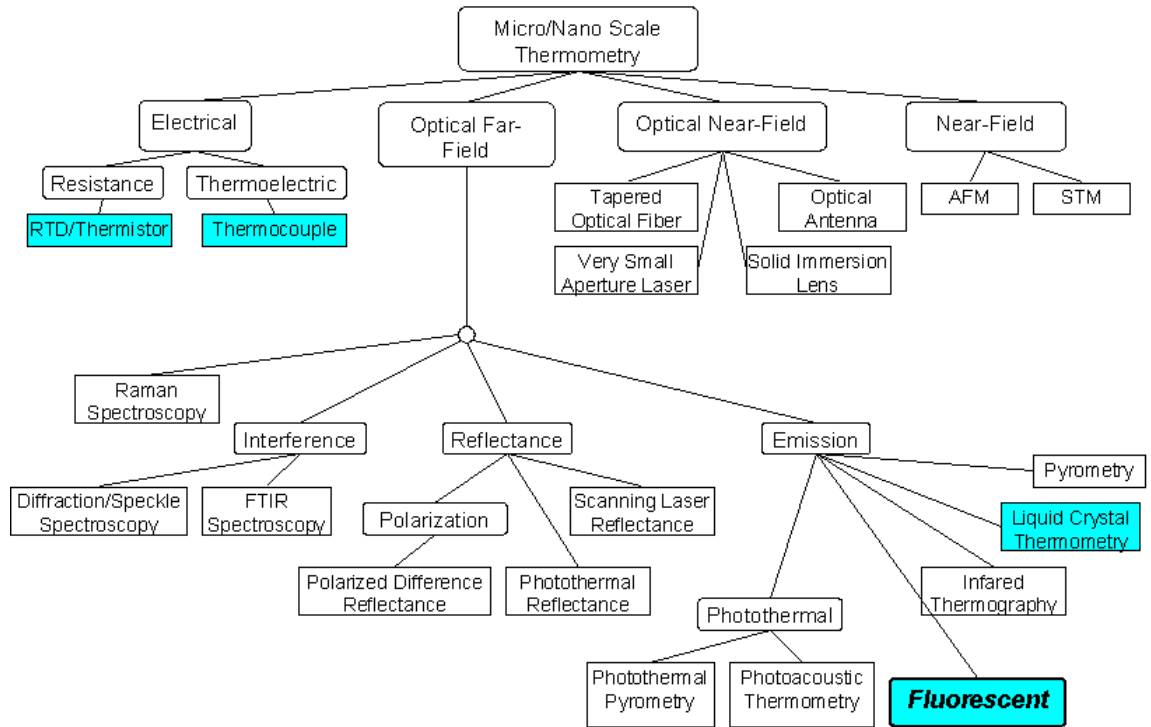 Micro/Nano Scale
Thermometry
Electrical
Optical Far-
Field
Optical Near-Field
Near-Field
Resistance
Thermoelectric
RTD/Thermistor
Thermocouple
Tapered
Optical Fiber
Optical
Antenna
AFM
STM
Very Small
Aperture Laser
Solid Immersion
Lens
Raman
Spectroscopy
Interference
Reflectance
Emission
Diffraction/Speckle
Spectroscopy
FTIR
Spectroscopy
Polarization
Scanning Laser
Reflectance
Pyrometry
Liquid Crystal
Thermometry
Polarized Difference
Reflectance
Photothermal
Reflectance
Infared
Thermography
Photothermal
Photothermal
Pyrometry
Photoacoustic
Thermometry
Fluorescent